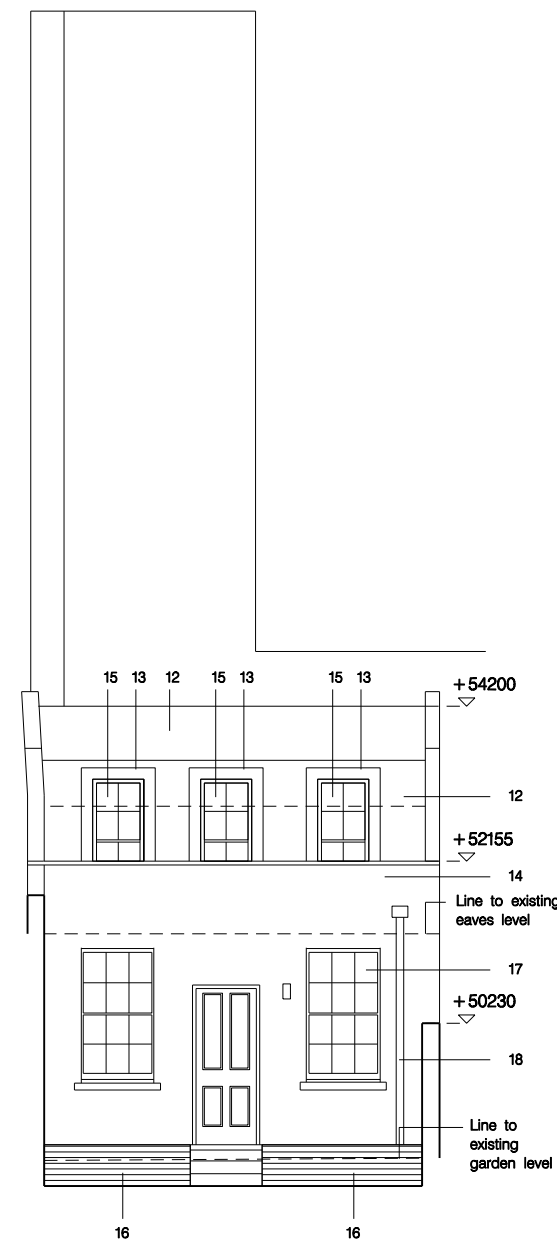 15 13 12 15 13 15 13
+54200
12
+52155
14
Line to existing
eaves level
17
+50230
18
Line to
existing
garden level
16 16